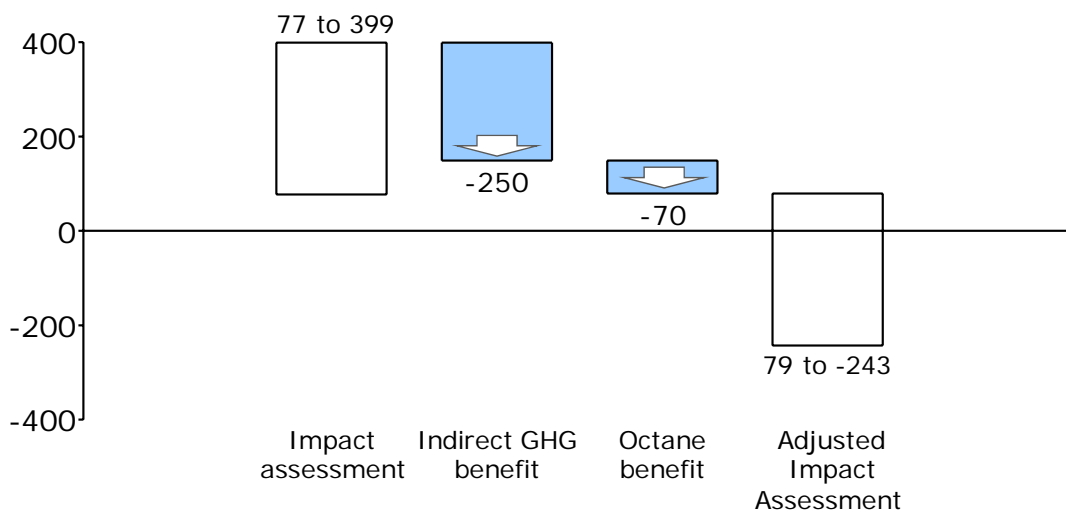 77 to 399
400
200
0
-200
-400
-250
-70
79 to -243
Impact
assessment
Indirect GHG
benefit
Octane
benefit
Adjusted
Impact
Assessment